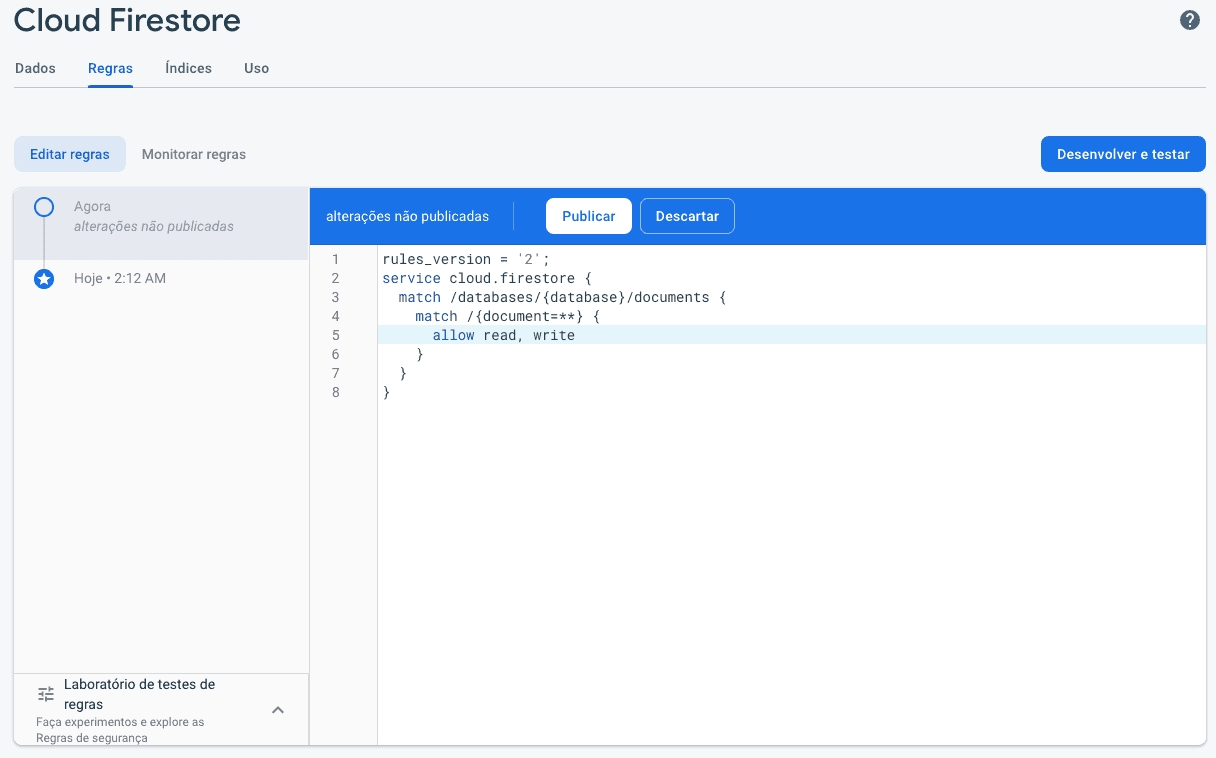 Cloud Firestore
?
Dados Regras Índices Uso
Editar regras Monitorar regras Desenvolver e testar
Agora
alterações não publicadas
Hoje • 2:12 AM
alterações não publicadas Publicar Descartar
1 rules_version = '2';
2 service cloud.firestore {
3   match /databases/{database}/documents {
4     match /{document=**} {
5       allow read, write
6     }
7   }
8 }
Laboratório de testes de
regras
Faça experimentos e explore as
Regras de segurança